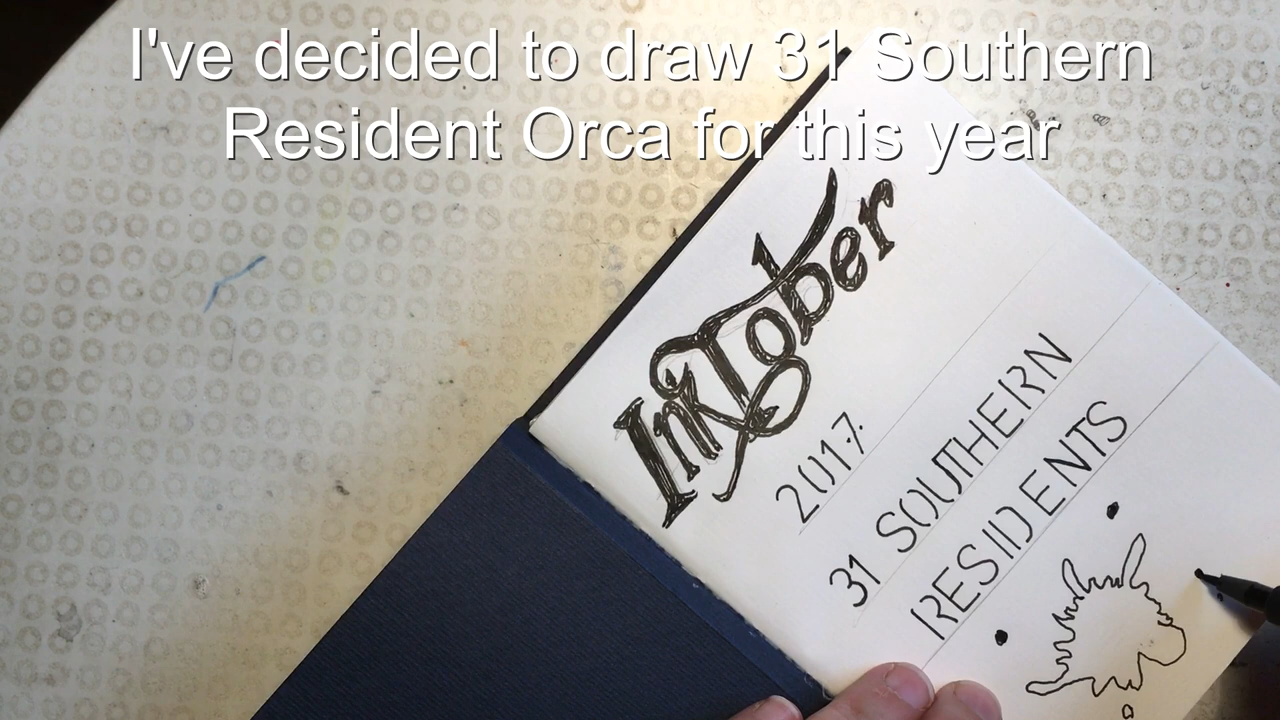 I've decided to draw 31 Southern
Resident Orca for this year
InkTober
2017.
31 SOUTHERN
RESIDENTS